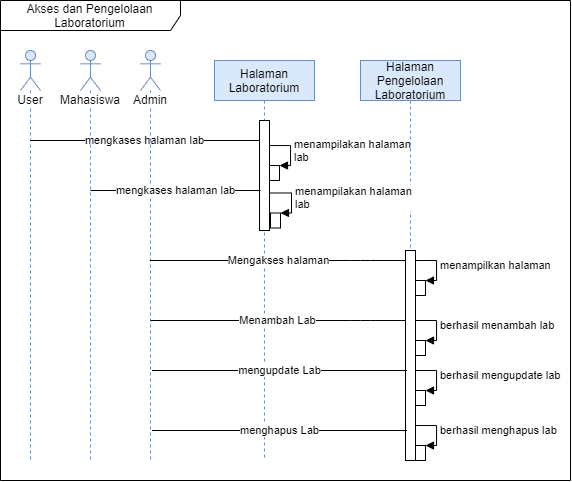 Akses dan Pengelolaan
Laboratorium
User
Mahasiswa
Admin
Halaman
Laboratorium
Halaman
Pengelolaan
Laboratorium
mengkases halaman lab
menampilakan halaman
lab
mengkases halaman lab
menampilakan halaman
lab
Mengakses halaman
menampilkan halaman
Menambah Lab
berhasil menambah lab
mengupdate Lab
berhasil mengupdate lab
menghapus Lab
berhasil menghapus lab